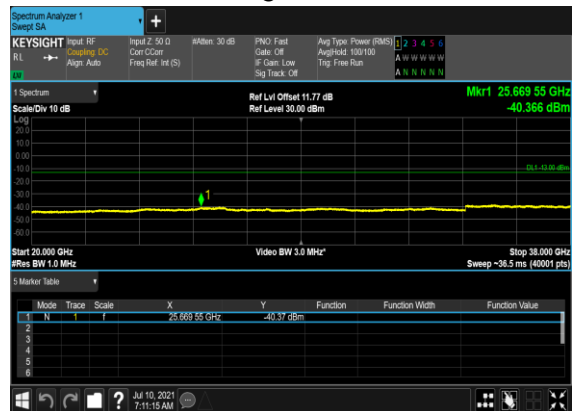 Spectrum Analyzer 1
Swept SA
KEYSIGHT Input: RF Input Z: 50 Ω #Atten: 30 dB PNO: Fast Avg Type: Power (RMS) 1 2 3 4 5 6
RL Coupling: DC Corr CCorr Gate: Off Avg|Hold: 100/100 A W W W W W
Align: Auto Freq Ref: Int (S) IF Gain: Low Trig: Free Run
Sig Track: Off A N N N N N
1 Spectrum Ref Lvl Offset 11.77 dB Mkr1 25.669 55 GHz
Scale/Div 10 dB Ref Level 30.00 dBm -40.366 dBm
Log
20.0
10.0
0.00
-10.0 DL1 -13.00 dBm
-20.0
-30.0 1
-40.0
-50.0
-60.0
Start 20.000 GHz Video BW 3.0 MHz* Stop 38.000 GHz
#Res BW 1.0 MHz Sweep ~36.5 ms (40001 pts)
5 Marker Table
Mode Trace Scale X Y Function Function Width Function Value
1 N 1 f 25.669 55 GHz -40.37 dBm
2
3
4
5
6
? Jul 10, 2021
7:11:15 AM